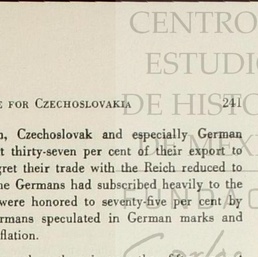 CENTRO
ESTUDIO
E FOR CZECHOSLOVAKIA 241
DE HISTO
n, Czechoslovak and especially German
t thirty-seven per cent of their export to
gret their trade with the Reich reduced to
ne Germans had subscribed heavily to the
were honored to seventy-five per cent by
ermans speculated in German marks and
flation.